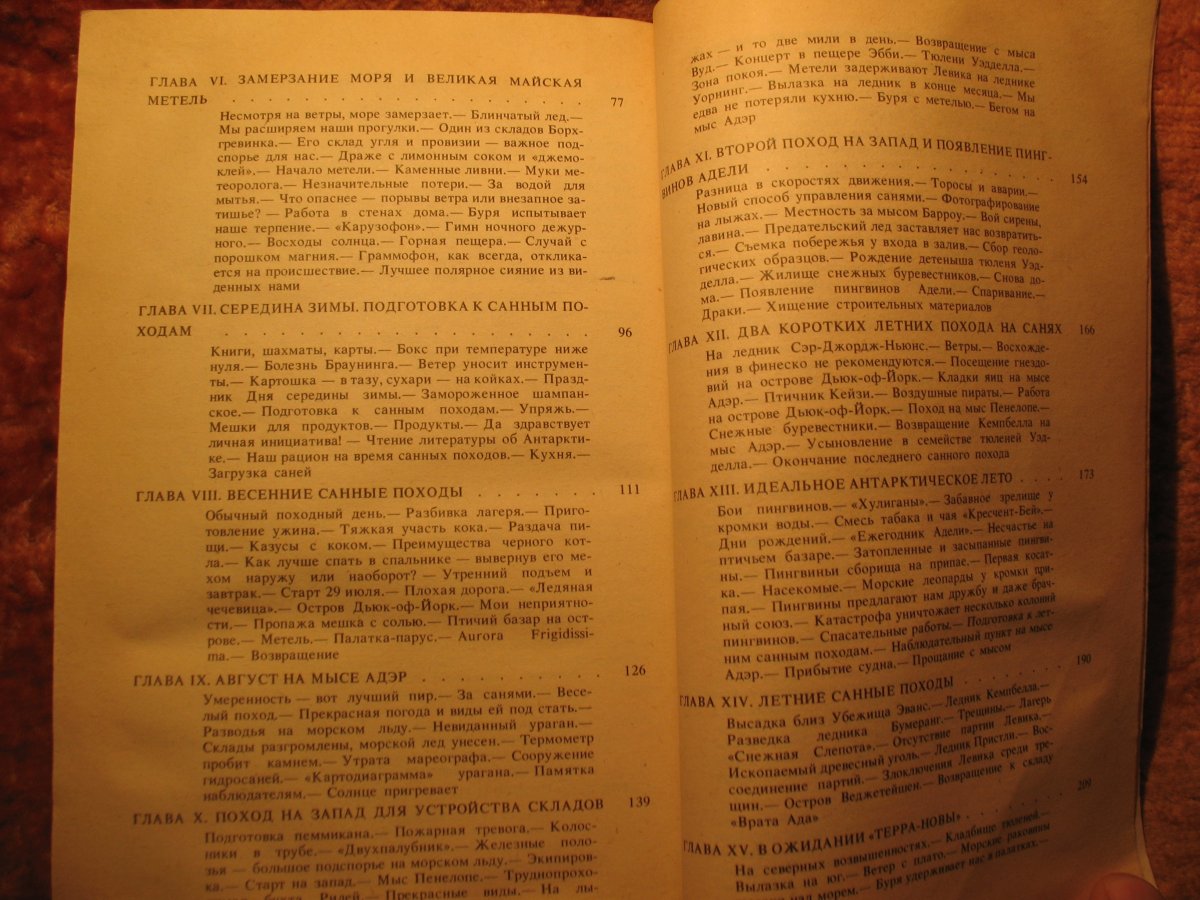 ГЛАВА VI. ЗАМЕРЗАНИЕ МОРЯ И ВЕЛИКАЯ МАЙСКАЯ
МЕТЕЛЬ . . . . . . . . . . . . . . . . . . . . 77
Несмотря на ветры, море замерзает.— Блинчатый лед.—
Мы расширяем наши прогулки.— Один из складов Борх-
гревинка.— Его склад угля и провизии — важное под-
спорье для нас.— Драже с лимонным соком и «джемо-
клей».— Начало метели.— Каменные ливни.— Муки ме-
теоролога.— Незначительные потери.— За водой для
мытья.— Что опаснее — порывы ветра или внезапное за-
тишье? — Работа в стенах дома.— Буря испытывает
наше терпение.— «Карузофон».— Гимн ночного дежур-
ного.— Восходы солнца.— Горная пещера.— Случай с
порошком магния.— Граммофон, как всегда, отклика-
ется на происшествие.— Лучшее полярное сияние из ви-
денных нами
ГЛАВА VII. СЕРЕДИНА ЗИМЫ. ПОДГОТОВКА К САННЫМ ПО-
ХОДАМ . . . . . . . . . . . . . . . . . . . . 96
Книги, шахматы, карты.— Бокс при температуре ниже
нуля.— Болезнь Браунинга.— Ветер уносит инструмен-
ты.— Картошка — в тазу, сухари — на койках.— Празд-
ник Дня середины зимы.— Замороженное шампан-
ское.— Подготовка к санным походам.— Упряжь.—
Мешки для продуктов.— Продукты.— Да здравствует
личная инициатива! — Чтение литературы об Антаркти-
ке.— Наш рацион на время санных походов.— Кухня.—
Загрузка саней
ГЛАВА VIII. ВЕСЕННИЕ САННЫЕ ПОХОДЫ . . . . . . . 111
Обычный походный день.— Разбивка лагеря.— Приго-
товление ужина.— Тяжкая участь кока.— Раздача пи-
щи.— Казусы с коком.— Преимущества черного кот-
ла.— Как лучше спать в спальнике — вывернув его ме-
хом наружу или наоборот? — Утренний подъем и
завтрак.— Старт 29 июля.— Плохая дорога.— «Ледяная
чечевица».— Остров Дьюк-оф-Йорк.— Мои неприятно-
сти.— Пропажа мешка с солью.— Птичий базар на ост-
рове.— Метель.— Палатка-парус.— Aurora Frigidissi-
ma.— Возвращение
ГЛАВА IX. АВГУСТ НА МЫСЕ АДЭР . . . . . . . . . . 126
Умеренность — вот лучший пир.— За санями.— Весе-
лый поход.— Прекрасная погода и виды ей под стать.—
Разводья на морском льду.— Невиданный ураган.—
Склады разгромлены, морской лед унесен.— Термометр
пробит камнем.— Утрата мареографа.— Сооружение
гидросаней.— «Картодиаграмма» урагана.— Памятка
наблюдателям.— Солнце пригревает
ГЛАВА X. ПОХОД НА ЗАПАД ДЛЯ УСТРОЙСТВА СКЛАДОВ 139
Подготовка пеммикана.— Пожарная тревога.— Колос-
ники в трубе.— «Двухпалубник».— Железные поло-
зья — большое подспорье на морском льду.— Экипиров-
ка.— Старт на запад.— Мыс Пенелопе.— Труднопрохо-
бухта Рилей.— Прекрасные виды.— На лы-
жах — и то две мили в день.— Возвращение с мыса
Вуд.— Концерт в пещере Эбби.— Тюлени Уэдделла.—
Зона покоя.— Метели задерживают Левика на леднике
Уорнинг.— Вылазка на ледник в конце месяца.— Мы
едва не потеряли кухню.— Буря с метелью.— Бегом на
мыс Адэр
ГЛАВА XI. ВТОРОЙ ПОХОД НА ЗАПАД И ПОЯВЛЕНИЕ ПИНГ-
ВИНОВ АДЕЛИ . . . . . . . . . . . . . . . . . 154
Разница в скоростях движения.— Торосы и аварии.—
Новый способ управления санями.— Фотографирование
на лыжах.— Местность за мысом Барроу.— Вой сирены,
лавина.— Предательский лед заставляет нас возвратить-
ся.— Съемка побережья у входа в залив.— Сбор геоло-
гических образцов.— Рождение детеныша тюленя Уэд-
делла.— Жилище снежных буревестников.— Снова до-
ма.— Появление пингвинов Адели.— Спаривание.—
Драки.— Хищение строительных материалов
ГЛАВА XII. ДВА КОРОТКИХ ЛЕТНИХ ПОХОДА НА САНЯХ 166
На ледник Сэр-Джордж-Ньюнс.— Ветры.— Восхожде-
ния в финеско не рекомендуются.— Посещение гнездо-
вий на острове Дьюк-оф-Йорк.— Кладки яиц на мысе
Адэр.— Птичник Кейзи.— Воздушные пираты.— Работа
на острове Дьюк-оф-Йорк.— Поход на мыс Пенелопе.—
Снежные буревестники.— Возвращение Кемпбелла на
мыс Адэр.— Усыновление в семействе тюленей Уэд-
делла.— Окончание последнего санного похода
ГЛАВА XIII. ИДЕАЛЬНОЕ АНТАРКТИЧЕСКОЕ ЛЕТО . . . . 173
Бои пингвинов.— «Хулиганы».— Забавное зрелище у
кромки воды.— Смесь табака и чая «Кресчент-Бей».—
Дни рождений.— «Ежегодник Адели».— Несчастье на
птичьем базаре.— Затопленные и засыпанные пингви-
ны.— Пингвиньи сборища на припае.— Первая косат-
ка.— Насекомые.— Морские леопарды у кромки при-
пая.— Пингвины предлагают нам дружбу и даже брач-
ный союз.— Катастрофа уничтожает несколько колоний
пингвинов.— Спасательные работы.— Подготовка к лет-
ним санным походам.— Наблюдательный пункт на мысе
Адэр.— Прибытие судна.— Прощание с мысом
ГЛАВА XIV. ЛЕТНИЕ САННЫЕ ПОХОДЫ . . . . . . . . 190
Высадка близ Убежища Эванс.— Ледник Кемпбелла.—
Разведка ледника Бумеранг.— Трещины.— Лагерь
«Снежная Слепота».— Отсутствие партии Левика.—
Ископаемый древесный уголь.— Ледник Пристли.— Вос-
соединение партий.— Злоключения Левика среди тре-
щин.— Остров Веджетейшен.— Возвращение к складу
«Врата Ада»
ГЛАВА XV. В ОЖИДАНИИ «ТЕРРА-НОВЫ» . . . . . . . 209
На северных возвышенностях.— Кладбище тюленей.—
Вылазка на юг.— Ветер с плато.— Морские раковины
над морем.— Буря удерживает нас в палатках.—